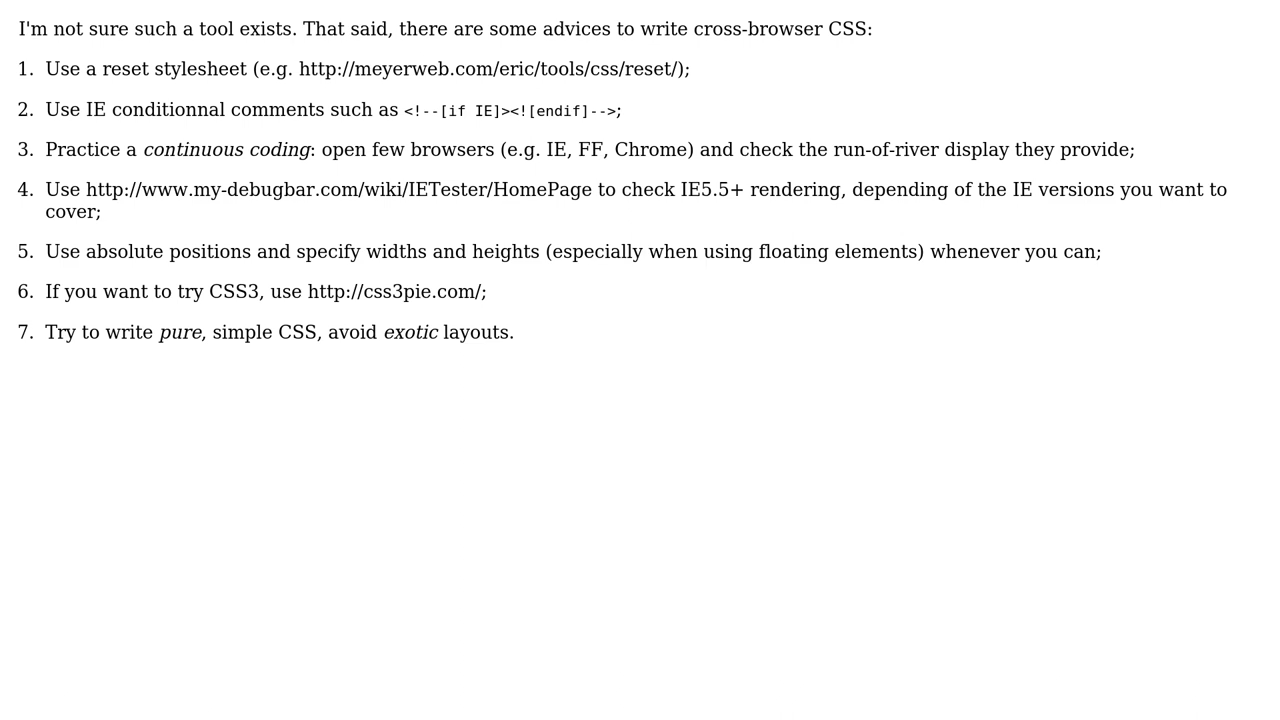 I'm not sure such a tool exists. That said, there are some advices to write cross-browser CSS:
1. Use a reset stylesheet (e.g. http://meyerweb.com/eric/tools/css/reset/);
2. Use IE conditionnal comments such as <!--[if IE]><![endif]-->;
3. Practice a continuous coding: open few browsers (e.g. IE, FF, Chrome) and check the run-of-river display they provide;
4. Use http://www.my-debugbar.com/wiki/IETester/HomePage to check IE5.5+ rendering, depending of the IE versions you want to
cover;
5. Use absolute positions and specify widths and heights (especially when using floating elements) whenever you can;
6. If you want to try CSS3, use http://css3pie.com/;
7. Try to write pure, simple CSS, avoid exotic layouts.